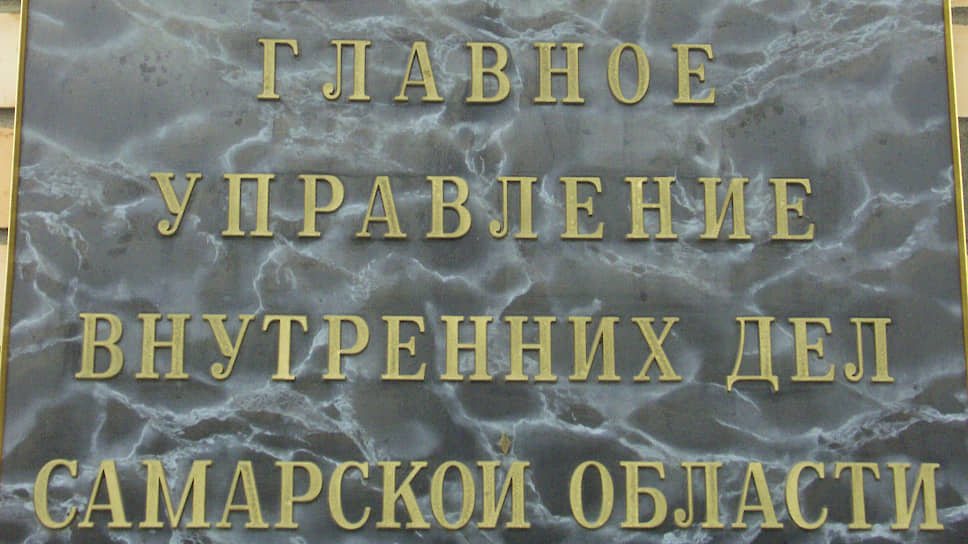 ГЛАВНОЕ
УПРАВЛЕНИЕ
ВНУТРЕННИХ ДЕЛ
САМАРСКОЙ ОБЛАСТИ